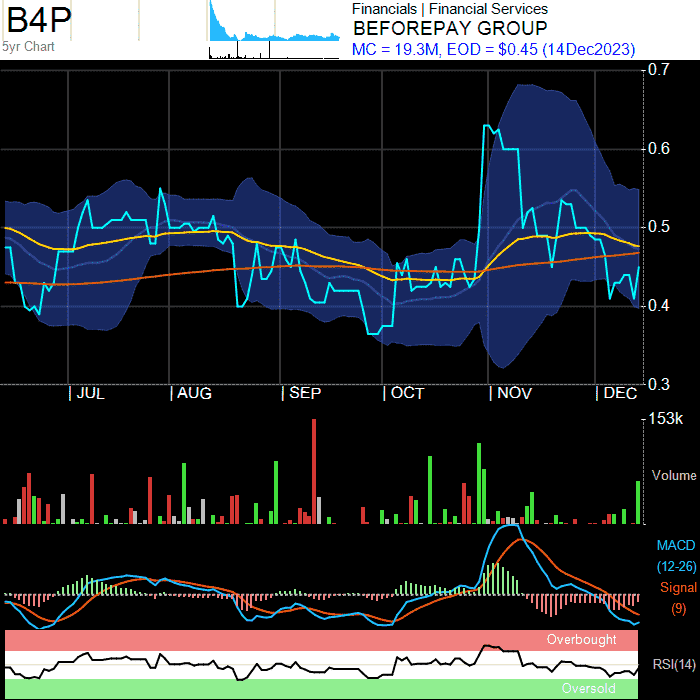 B4P
5yr Chart
Financials | Financial Services
BEFOREPAY GROUP
MC = 19.3M, EOD = $0.45 (14Dec2023)
0.7
0.6
0.5
0.4
0.3
| JUL | AUG | SEP | OCT | NOV | DEC
153k
Volume
MACD
(12-26)
Signal
(9)
Overbought
RSI(14)
Oversold